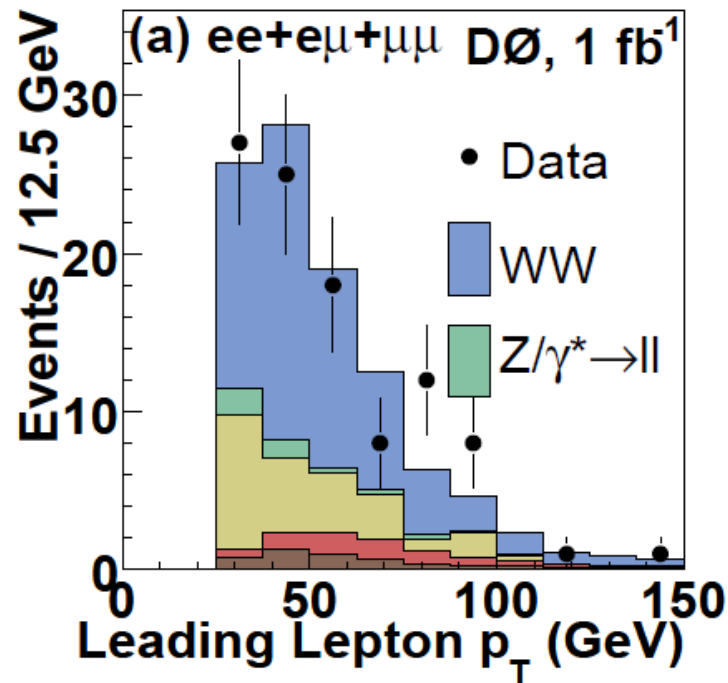 (a) ee+eμ+μμ DØ, 1 fb⁻¹
Events / 12.5 GeV
30
20
10
0
Data
WW
Z/γ*→ll
0 50 100 150
Leading Lepton p_T (GeV)